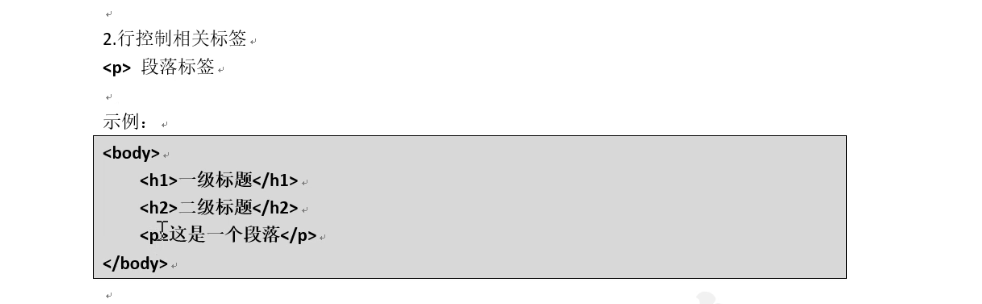 2.行控制相关标签
<p> 段落标签
示例：
<body>
<h1>一级标题</h1>
<h2>二级标题</h2>
<p>这是一个段落</p>
</body>